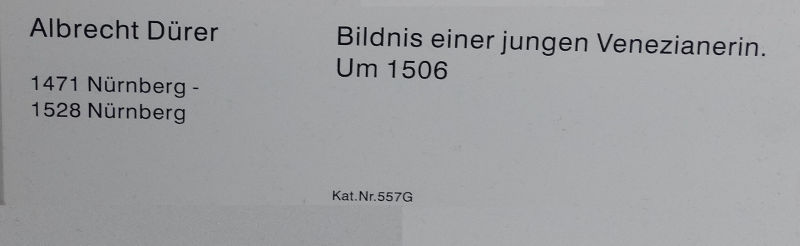 Albrecht Dürer
1471 Nürnberg -
1528 Nürnberg
Bildnis einer jungen Venezianerin.
Um 1506
Kat.Nr.557G